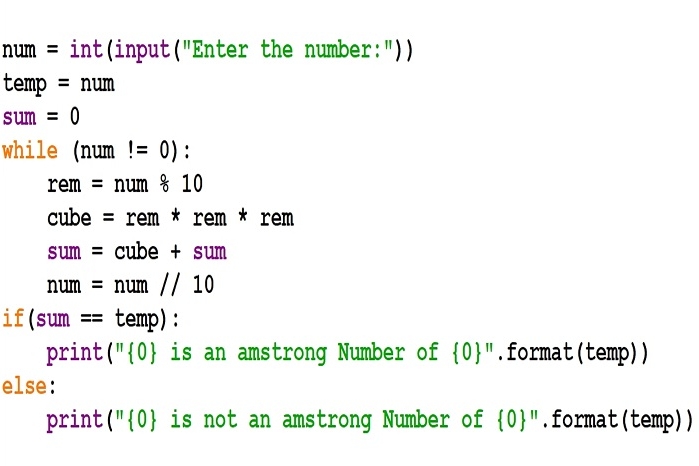 num = int(input("Enter the number:"))
temp = num
sum = 0
while (num != 0):
    rem = num % 10
    cube = rem * rem * rem
    sum = cube + sum
    num = num // 10
if(sum == temp):
    print("{0} is an amstrong Number of {0}".format(temp))
else:
    print("{0} is not an amstrong Number of {0}".format(temp))